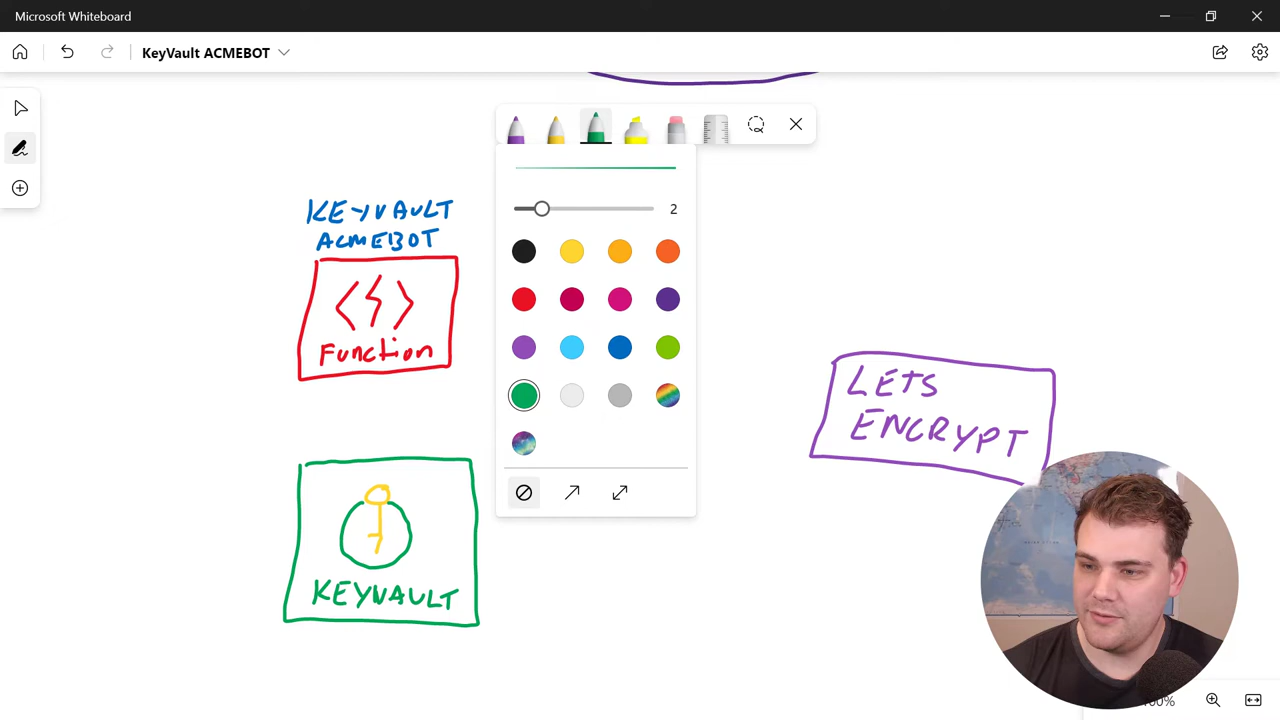 Microsoft Whiteboard
KeyVault ACMEBOT
KEYVAULT
ACMEBOT
Function
2
LETS
ENCRYPT
KEYVAULT